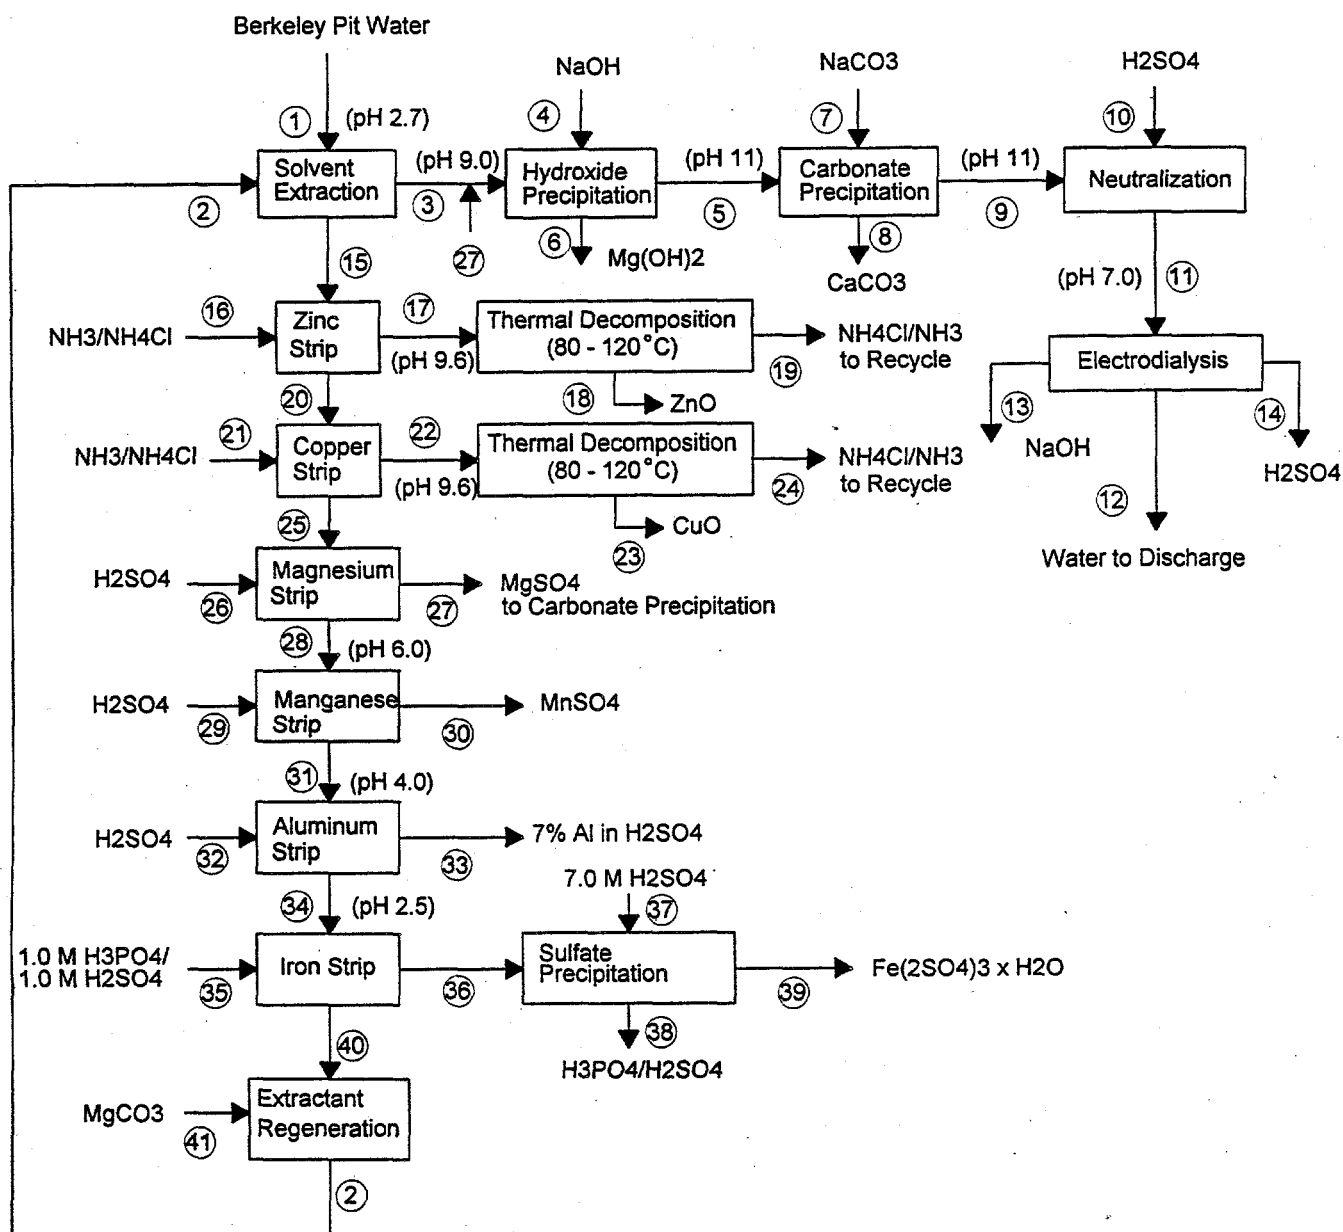 Berkeley Pit Water
NaOH
NaCO3
H2SO4
1
(pH 2.7)
4
7
10
Solvent
Extraction
(pH 9.0)
Hydroxide
Precipitation
(pH 11)
Carbonate
Precipitation
(pH 11)
Neutralization
2
3
27
6
Mg(OH)2
5
8
CaCO3
9
15
(pH 7.0)
11
NH3/NH4Cl
16
Zinc
Strip
17
(pH 9.6)
Thermal Decomposition
(80 - 120°C)
19
NH4Cl/NH3
to Recycle
Electrodialysis
20
18
ZnO
13
NaOH
14
H2SO4
NH3/NH4Cl
21
Copper
Strip
22
(pH 9.6)
Thermal Decomposition
(80 - 120°C)
24
NH4Cl/NH3
to Recycle
12
Water to Discharge
25
23
CuO
H2SO4
26
Magnesium
Strip
27
MgSO4
to Carbonate Precipitation
28
(pH 6.0)
H2SO4
29
Manganese
Strip
30
MnSO4
31
(pH 4.0)
H2SO4
32
Aluminum
Strip
33
7% Al in H2SO4
34
(pH 2.5)
7.0 M H2SO4
37
1.0 M H3PO4/
1.0 M H2SO4
35
Iron Strip
36
Sulfate
Precipitation
39
Fe(2SO4)3 x H2O
40
38
H3PO4/H2SO4
MgCO3
41
Extractant
Regeneration
2